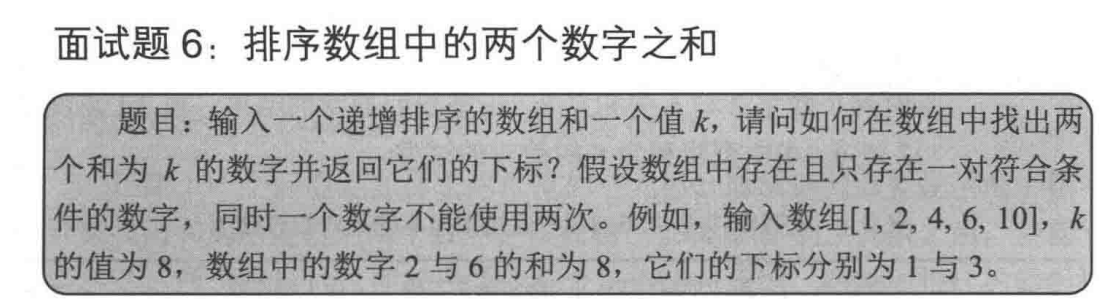 面试题 6：排序数组中的两个数字之和
题目：输入一个递增排序的数组和一个值 k，请问如何在数组中找出两
个和为 k 的数字并返回它们的下标？假设数组中存在且只存在一对符合条
件的数字，同时一个数字不能使用两次。例如，输入数组[1, 2, 4, 6, 10]，k
的值为 8，数组中的数字 2 与 6 的和为 8，它们的下标分别为 1 与 3。